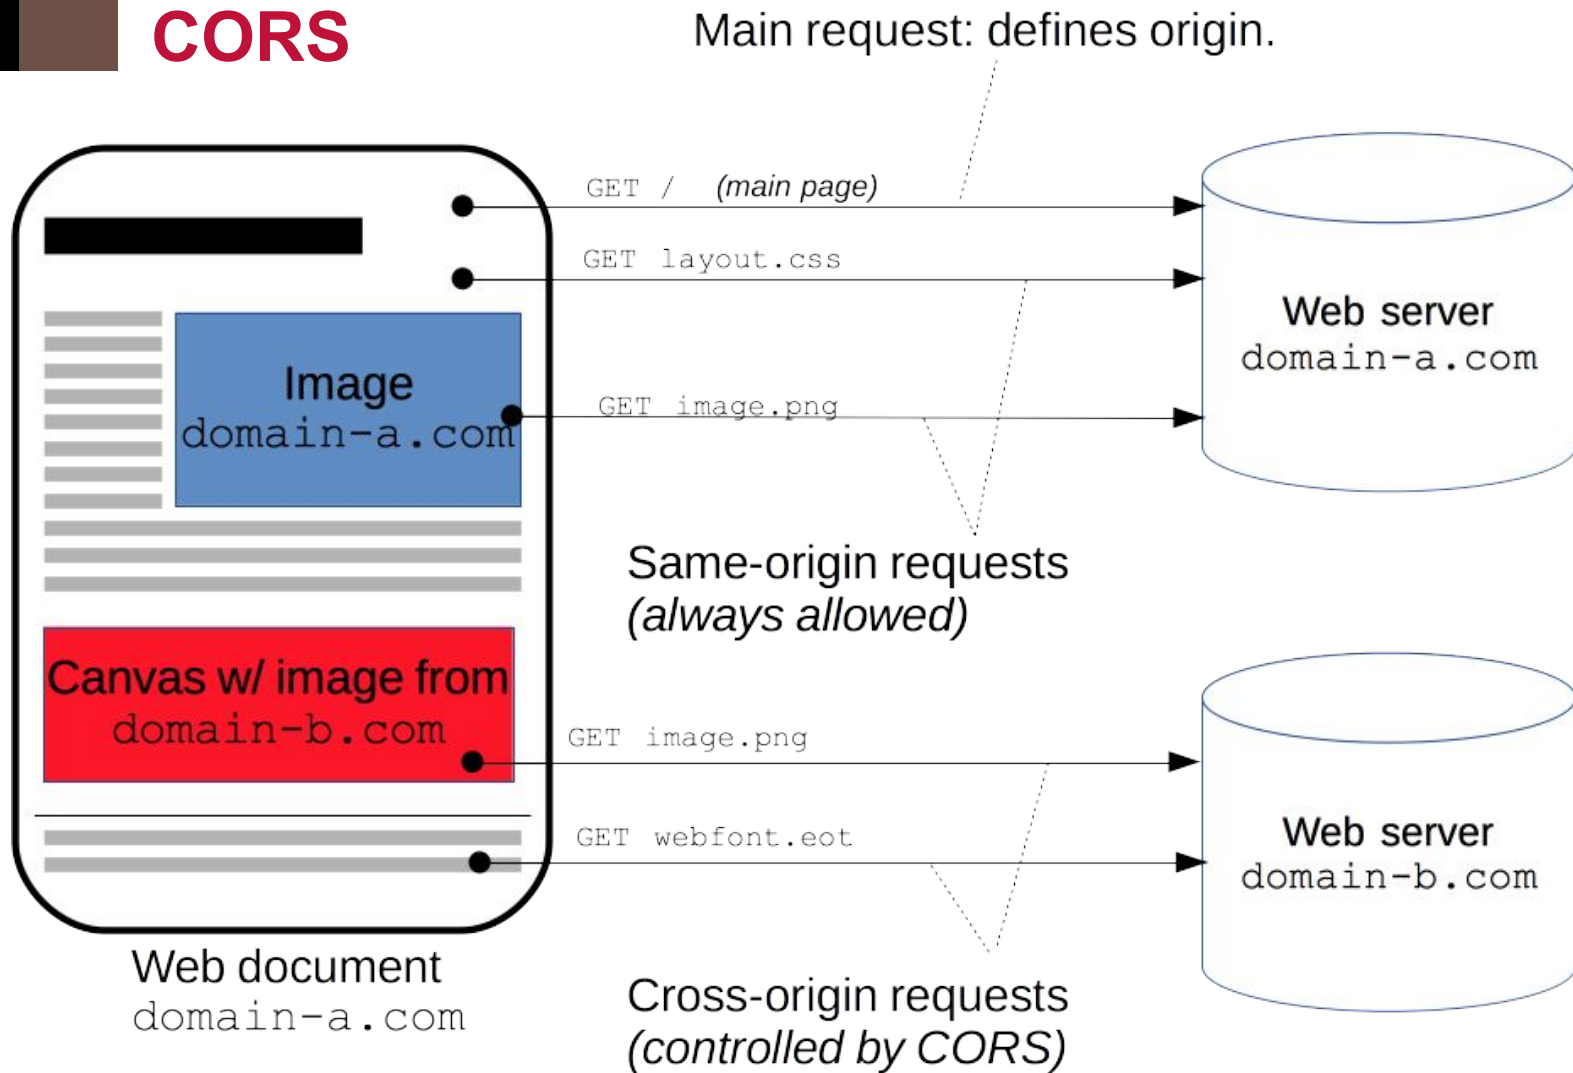 CORS
Main request: defines origin.
GET / (main page)
GET layout.css
Image
domain-a.com
GET image.png
Web server
domain-a.com
Same-origin requests
(always allowed)
Canvas w/ image from
domain-b.com
GET image.png
GET webfont.eot
Web server
domain-b.com
Web document
domain-a.com
Cross-origin requests
(controlled by CORS)